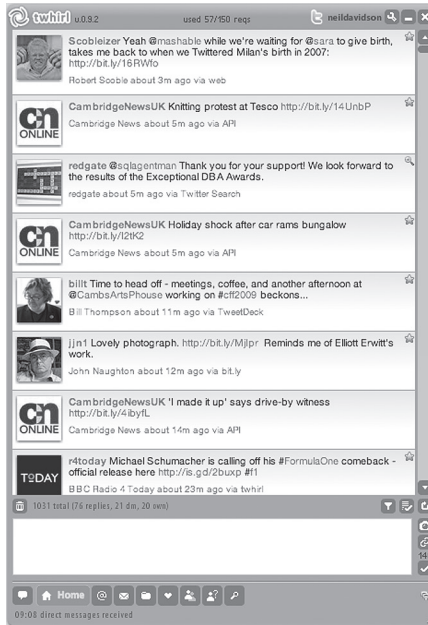 twhirl v.0.9.2 used 57/150 reqs neildavidson
Scobleizer Yeah @mashable while we're waiting for @sara to give birth,
takes me back to when we Twittered Milan's birth in 2007:
http://bit.ly/16RWfo
Robert Scoble about 3m ago via web
CambridgeNewsUK Knitting protest at Tesco http://bit.ly/14UnbP
Cambridge News about 5m ago via API
cn
ONLINE
redgate @sqlagentman Thank you for your support! We look forward to
the results of the Exceptional DBA Awards.
redgate about 5m ago via Twitter Search
CambridgeNewsUK Holiday shock after car rams bungalow
http://bit.ly/I2tK2
Cambridge News about 5m ago via API
cn
ONLINE
billt Time to head off - meetings, coffee, and another afternoon at
@CambsArtsPhouse working on #cff2009 beckons...
Bill Thompson about 11m ago via TweetDeck
jjn1 Lovely photograph. http://bit.ly/Mjlpr Reminds me of Elliott Erwitt's
work.
John Naughton about 12m ago via bit.ly
CambridgeNewsUK 'I made it up' says drive-by witness
http://bit.ly/4ibyfL
Cambridge News about 14m ago via API
cn
ONLINE
r4today Michael Schumacher is calling off his #FormulaOne comeback -
official release here http://is.gd/2buxp #f1
BBC Radio 4 Today about 23m ago via twhirl
TODAY
1031 total (76 replies, 21 dm, 20 own)
14
Home
09:08 direct messages received